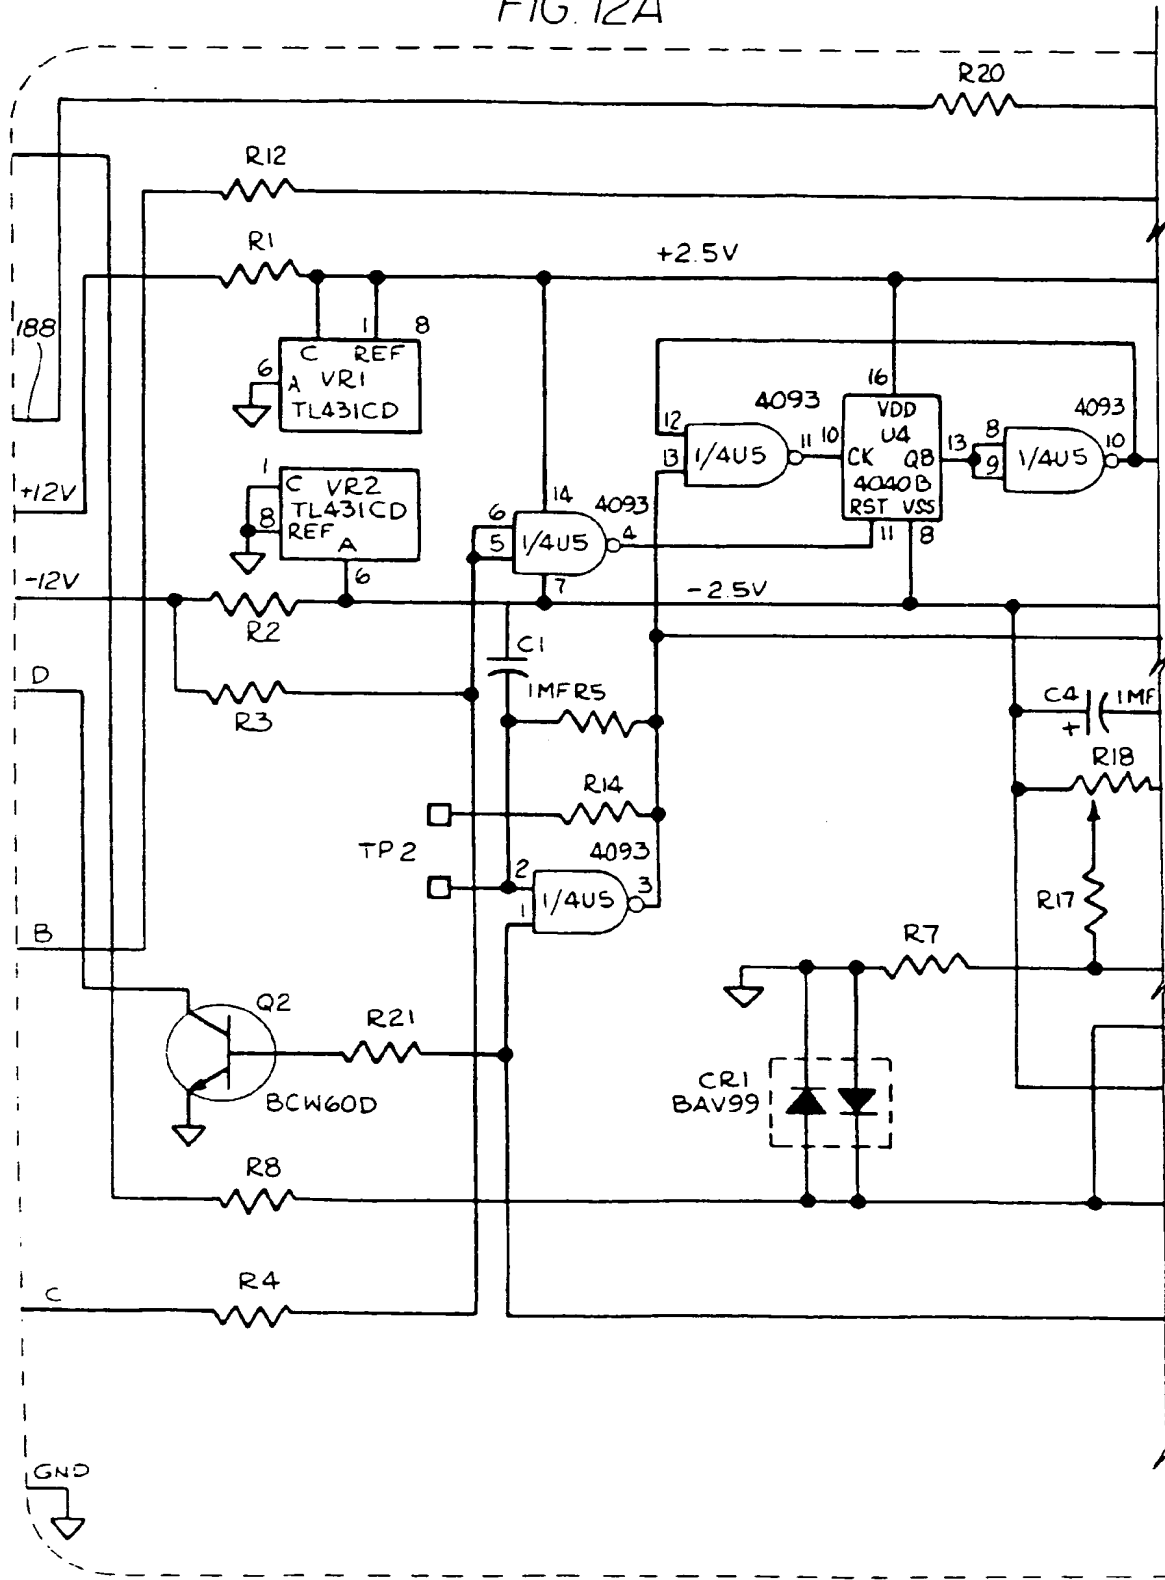 FIG. 12A
R20
R12
R1
+2.5V
188
1 8
C REF
6 A VR1
TL431CD
16
4093
VDD
4093
12
11 10
U4
13
8
10
13
1/4U5
CK Q8
9
1/4U5
4040B
RST VSS
11 8
1
C VR2
+12V
TL431CD
8 REF
A
6
14
4093
6
5
1/4U5
4
7
-12V
-2.5V
R2
D
R3
C1
1MF
R5
C4
1MF
+
R18
R14
TP2
4093
2
3
1/4U5
1
R17
B
R7
Q2
R21
CR1
BAV99
BCW60D
R8
C
R4
GND